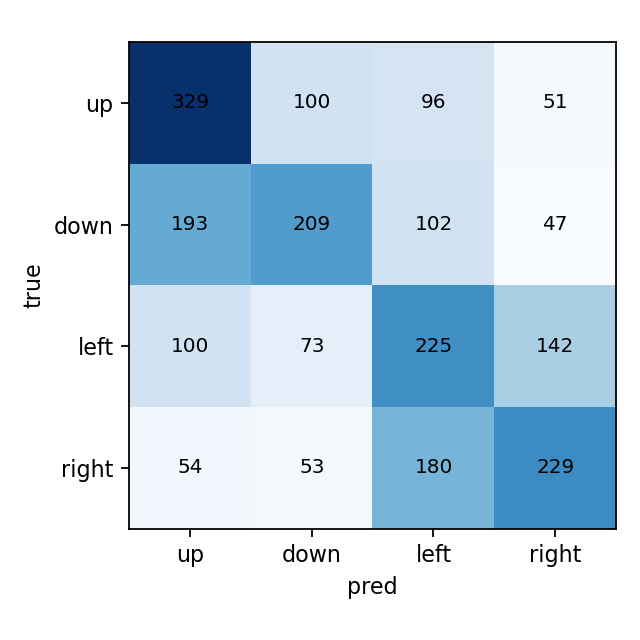 up 329 100 96 51
down 193 209 102 47
left 100 73 225 142
right 54 53 180 229
up down left right
pred
true